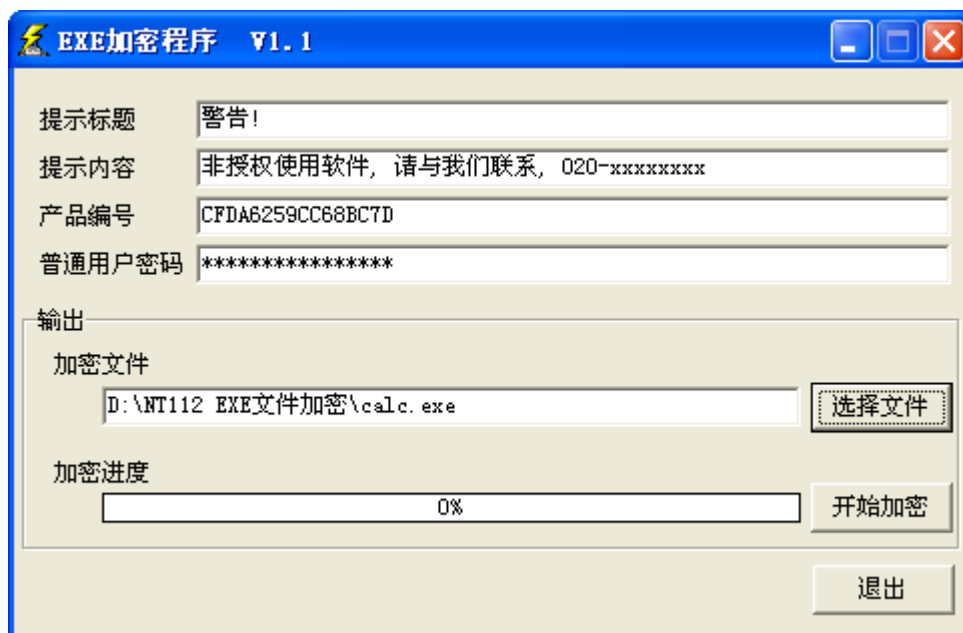 EXE加密程序 V1.1
提示标题 警告!
提示内容 非授权使用软件, 请与我们联系, 020-xxxxxxxx
产品编号 CFDA6259CC68BC7D
普通用户密码 ****************
输出
加密文件
D:\NT112 EXE文件加密\calc.exe 选择文件
加密进度
0% 开始加密
退出